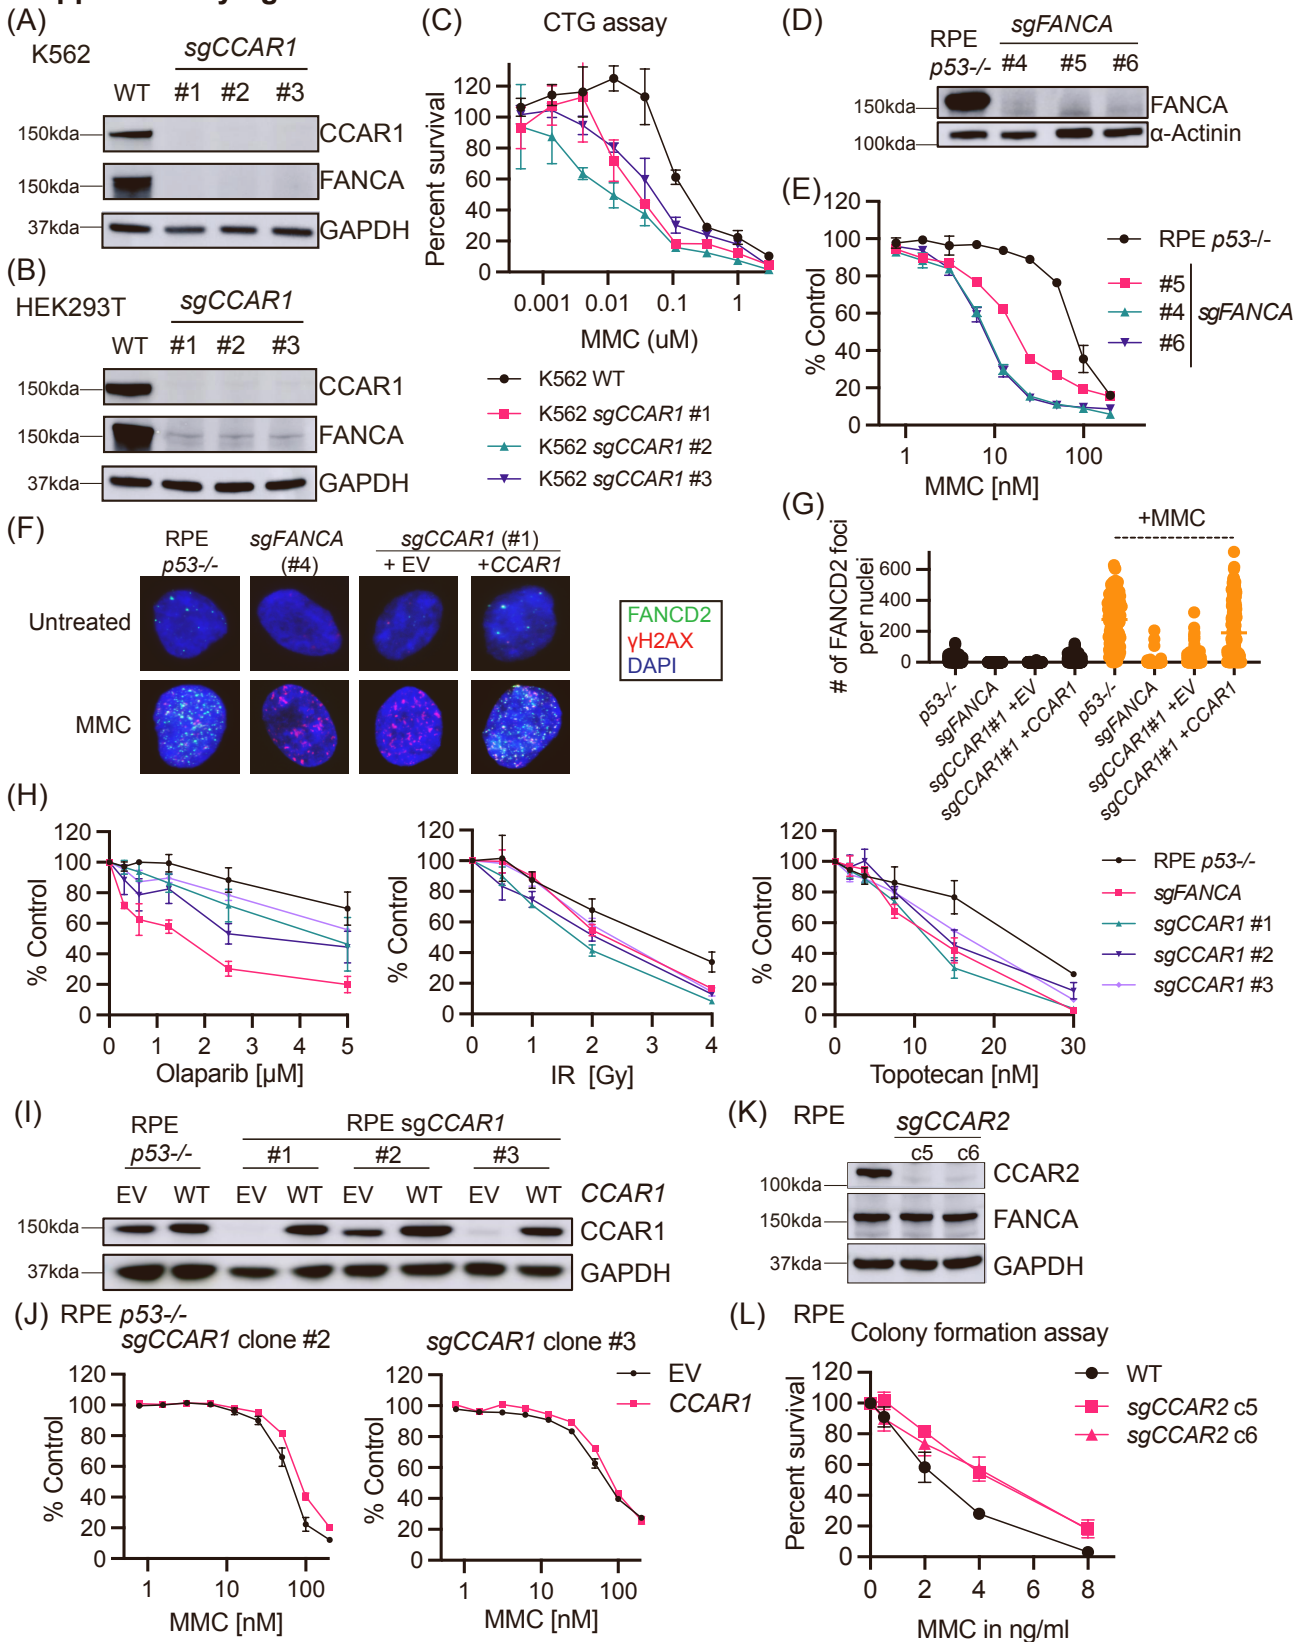 (A)
K562
sgCCAR1
WT #1 #2 #3
150kda
CCAR1
150kda
FANCA
37kda
GAPDH
(B)
HEK293T
sgCCAR1
WT #1 #2 #3
150kda
CCAR1
150kda
FANCA
37kda
GAPDH
(C)
CTG assay
Percent survival
120
100
80
60
40
20
0
0.001 0.01 0.1 1
MMC (uM)
K562 WT
K562 sgCCAR1 #1
K562 sgCCAR1 #2
K562 sgCCAR1 #3
(D)
RPE
p53-/-
sgFANCA
#4 #5 #6
150kda
FANCA
100kda
α-Actinin
(E)
% Control
120
100
80
60
40
20
0
1 10 100
MMC [nM]
RPE p53-/-
#5
#4
#6
sgFANCA
(F)
RPE
p53-/-
sgFANCA
(#4)
sgCCAR1 (#1)
+ EV
+CCAR1
Untreated
MMC
FANCD2
γH2AX
DAPI
(G)
+MMC
# of FANCD2 foci
per nuclei
600
400
200
0
p53-/-
sgFANCA
sgCCAR1#1 +EV
sgCCAR1#1 +CCAR1
p53-/-
sgFANCA
sgCCAR1#1 +EV
sgCCAR1#1 +CCAR1
(H)
% Control
120
100
80
60
40
20
0
0 1 2 3 4 5
Olaparib [µM]
% Control
120
100
80
60
40
20
0
0 1 2 3 4
IR [Gy]
% Control
120
100
80
60
40
20
0
0 10 20 30
Topotecan [nM]
RPE p53-/-
sgFANCA
sgCCAR1 #1
sgCCAR1 #2
sgCCAR1 #3
(I)
RPE
p53-/-
RPE sgCCAR1
#1 #2 #3
EV WT EV WT EV WT EV WT CCAR1
150kda
CCAR1
37kda
GAPDH
(J) RPE p53-/-
sgCCAR1 clone #2
% Control
120
100
80
60
40
20
0
1 10 100
MMC [nM]
sgCCAR1 clone #3
% Control
120
100
80
60
40
20
0
1 10 100
MMC [nM]
EV
CCAR1
(K) RPE
sgCCAR2
c5 c6
CCAR2
100kda
150kda
FANCA
37kda
GAPDH
(L) RPE
Colony formation assay
Percent survival
120
100
80
60
40
20
0
0 2 4 6 8
MMC in ng/ml
WT
sgCCAR2 c5
sgCCAR2 c6